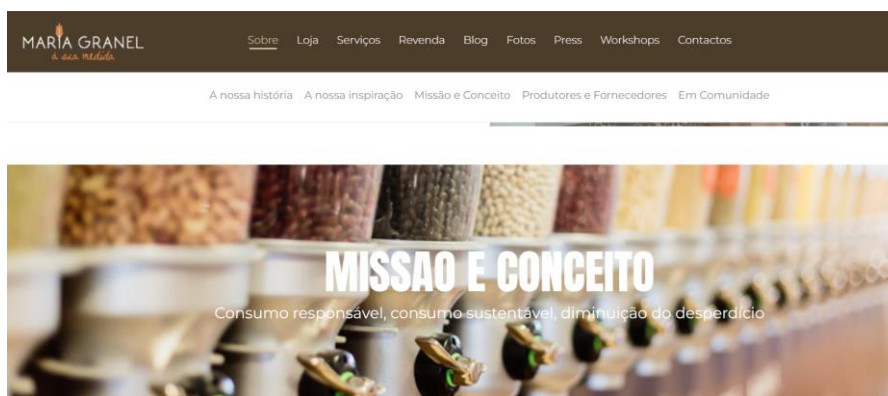 MARIA GRANEL
à sua medida
Sobre Loja Serviços Revenda Blog Fotos Press Workshops Contactos
A nossa história A nossa inspiração Missão e Conceito Produtores e Fornecedores Em Comunidade
MISSAO E CONCEITO
Consumo responsável, consumo sustentável, diminuição do desperdício